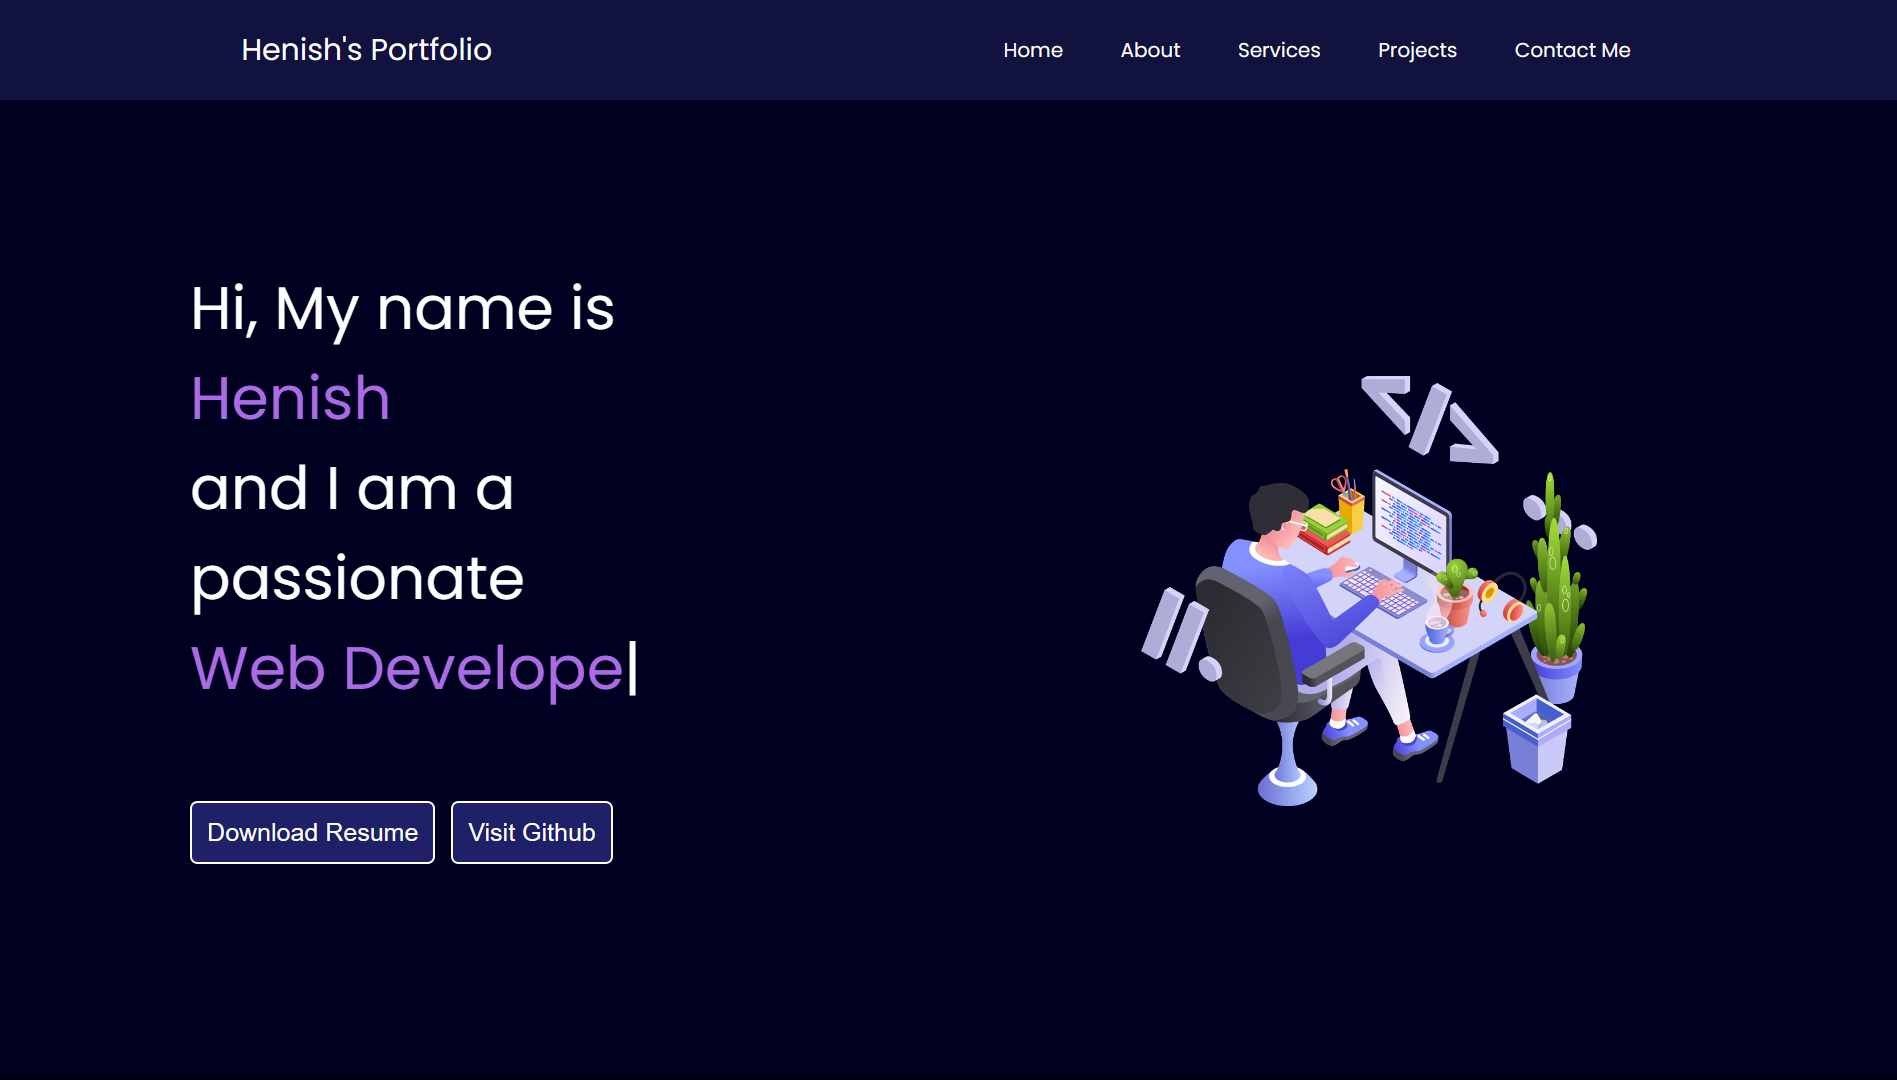 Henish's Portfolio
Home
About
Services
Projects
Contact Me
Hi, My name is
Henish
and I am a
passionate
Web Develope|
Download Resume
Visit Github